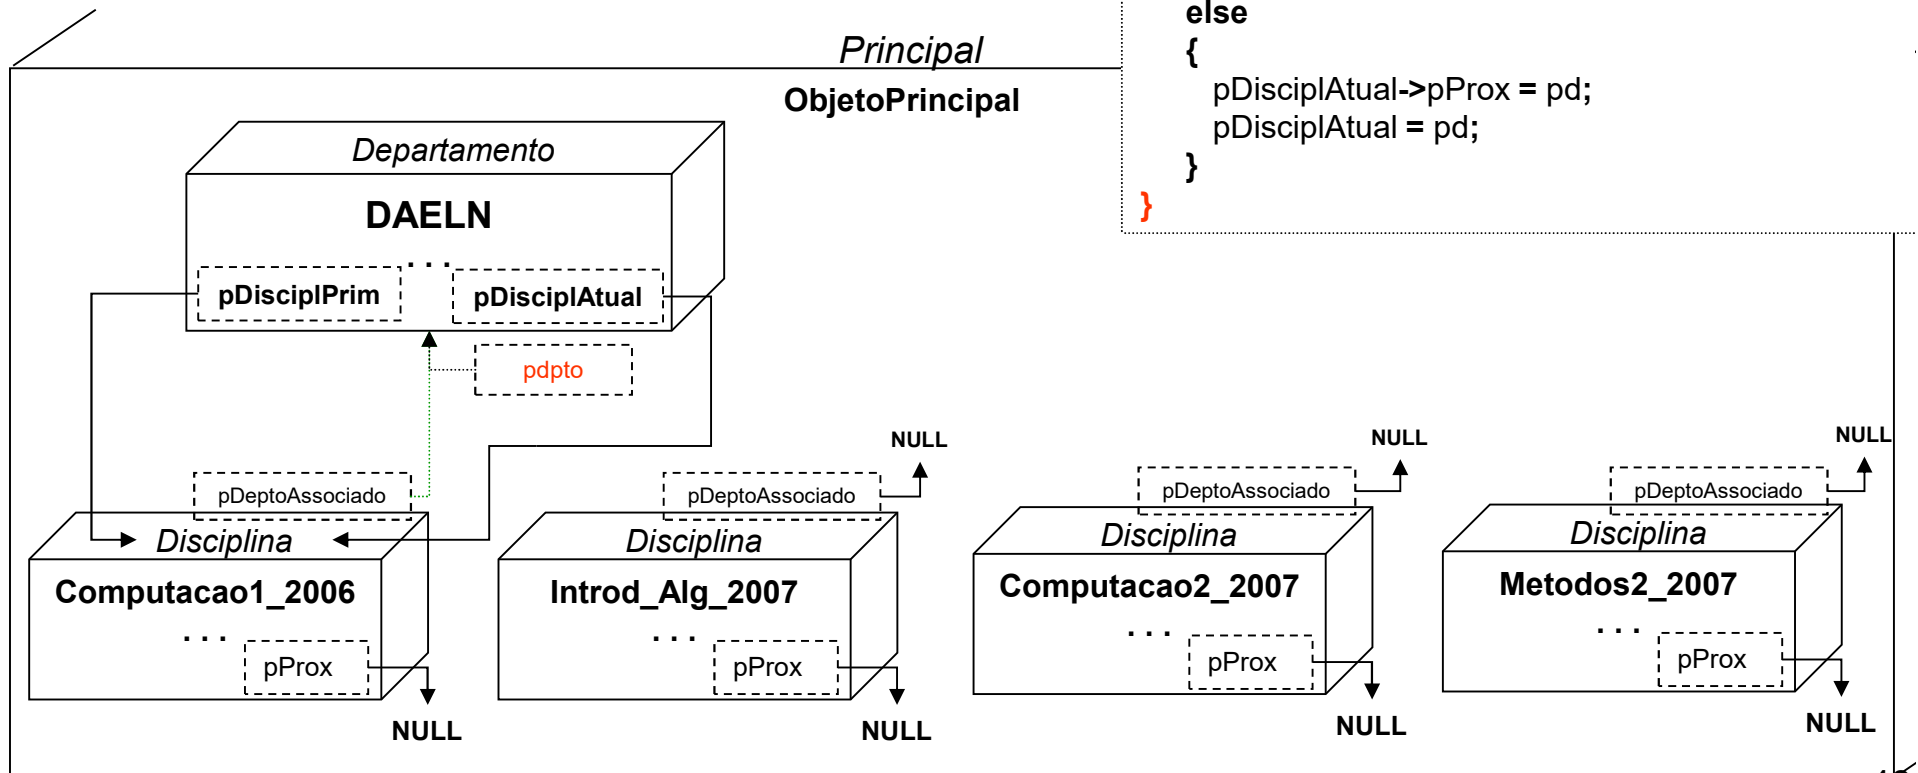 else
{
pDisciplAtual->pProx = pd;
pDisciplAtual = pd;
}
}
Principal
ObjetoPrincipal
Departamento
DAELN
. . .
pDisciplPrim
pDisciplAtual
pdpto
NULL
NULL
NULL
pDeptoAssociado
pDeptoAssociado
pDeptoAssociado
pDeptoAssociado
Disciplina
Disciplina
Disciplina
Disciplina
Computacao1_2006
Introd_Alg_2007
Computacao2_2007
Metodos2_2007
. . .
. . .
. . .
. . .
pProx
pProx
pProx
pProx
NULL
NULL
NULL
NULL